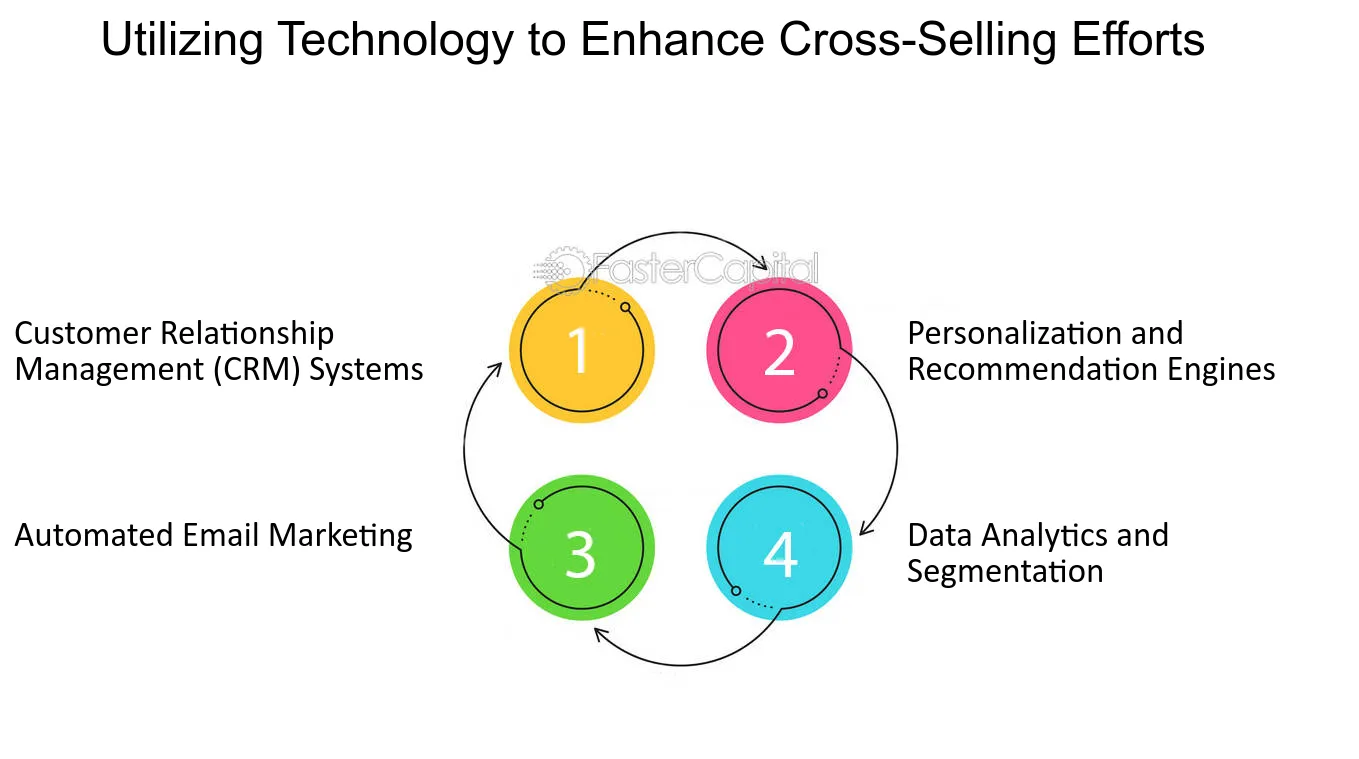 Utilizing Technology to Enhance Cross-Selling Efforts
FasterCapital
1
2
Customer Relationship
Management (CRM) Systems
Personalization and
Recommendation Engines
3
4
Automated Email Marketing
Data Analytics and
Segmentation